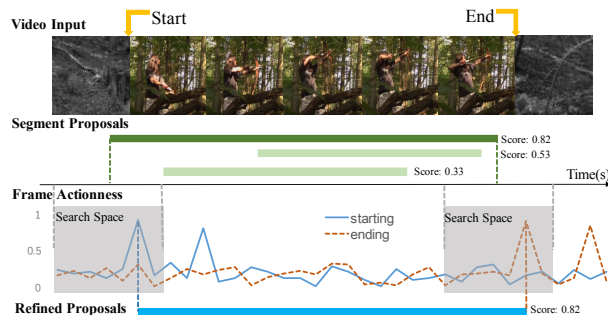 Start
End
Video Input
Segment Proposals
Score: 0.82
Score: 0.53
Score: 0.33
Time(s)
Frame Actionness
1
Search Space
starting
ending
Search Space
0.5
0
Refined Proposals
Score: 0.82